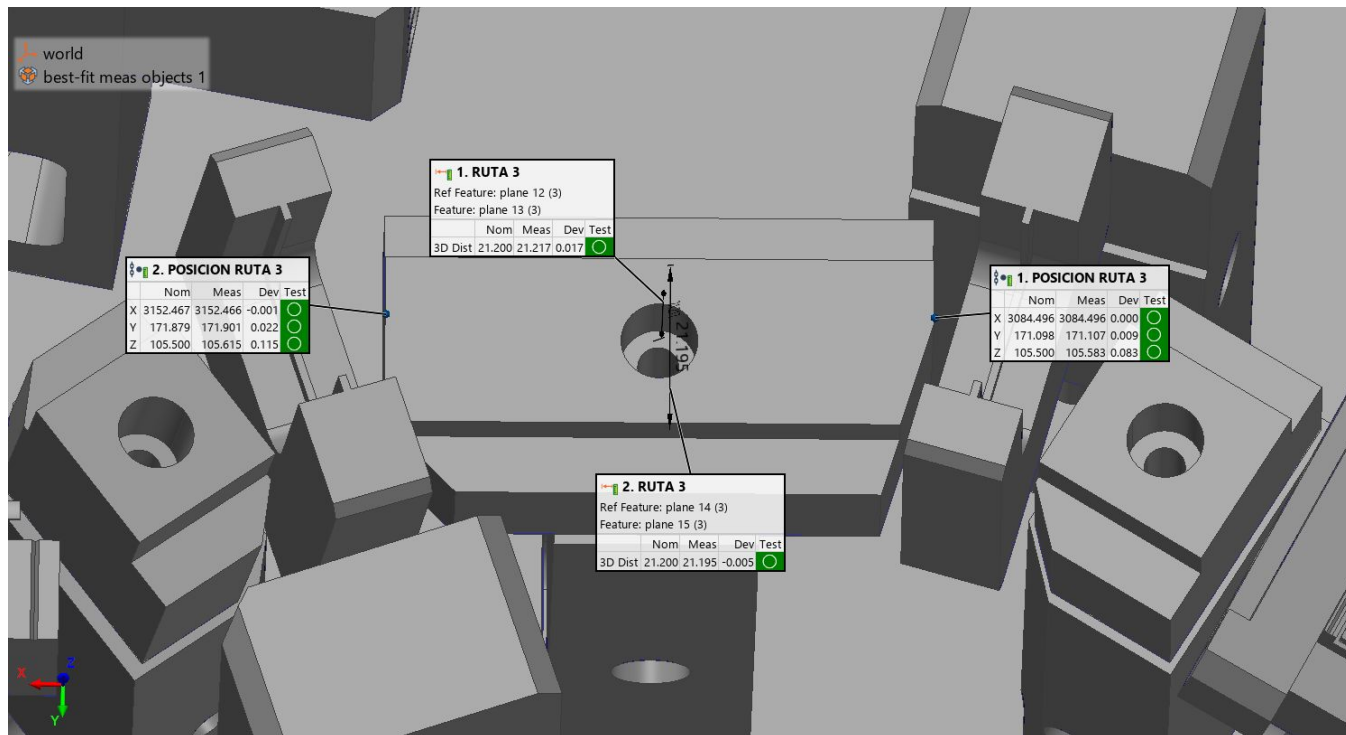 world
best-fit meas objects 1
1. RUTA 3
Ref Feature: plane 12 (3)
Feature: plane 13 (3)
Nom Meas Dev Test
3D Dist 21.200 21.217 0.017
2. POSICION RUTA 3
Nom Meas Dev Test
X 3152.467 3152.466 -0.001
Y 171.879 171.901 0.022
Z 105.500 105.615 0.115
1. POSICION RUTA 3
Nom Meas Dev Test
X 3084.496 3084.496 0.000
Y 171.098 171.107 0.009
Z 105.500 105.583 0.083
21.195
2. RUTA 3
Ref Feature: plane 14 (3)
Feature: plane 15 (3)
Nom Meas Dev Test
3D Dist 21.200 21.195 -0.005
Z
X
Y